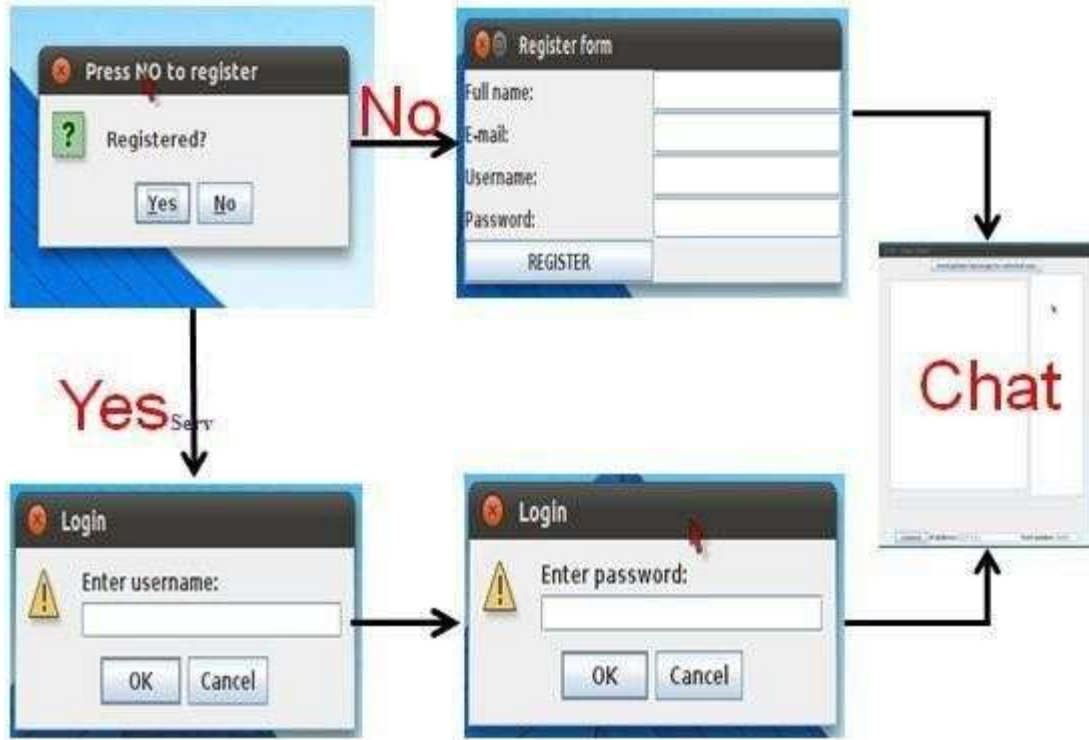 Press NO to register
Registered?
Yes No
No
Register form
Full name:
E-mail:
Username:
Password:
REGISTER
Yes
Serv
Login
Enter username:
OK Cancel
Login
Enter password:
OK Cancel
Chat